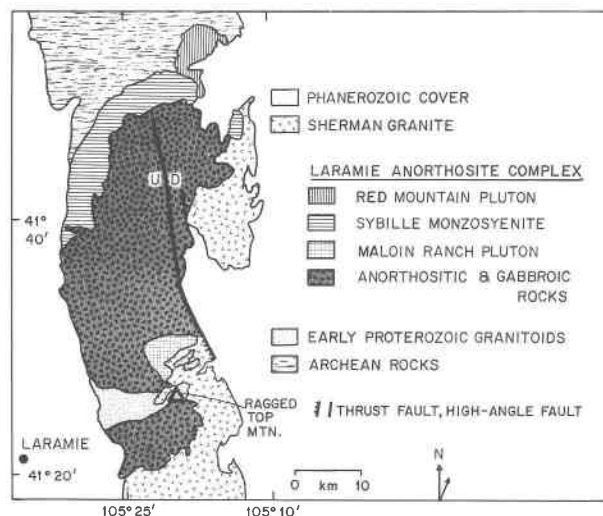 PHANEROZOIC COVER
SHERMAN GRANITE
LARAMIE ANORTHOSITE COMPLEX
RED MOUNTAIN PLUTON
SYBILLE MONZOSYENITE
MALOIN RANCH PLUTON
ANORTHOSITIC & GABBROIC
ROCKS
EARLY PROTEROZOIC GRANITOIDS
ARCHEAN ROCKS
THRUST FAULT, HIGH-ANGLE FAULT
U D
41°
40'
RAGGED
TOP
MTN.
LARAMIE
41°20'
105°25'
105°10'
0 10
km
N